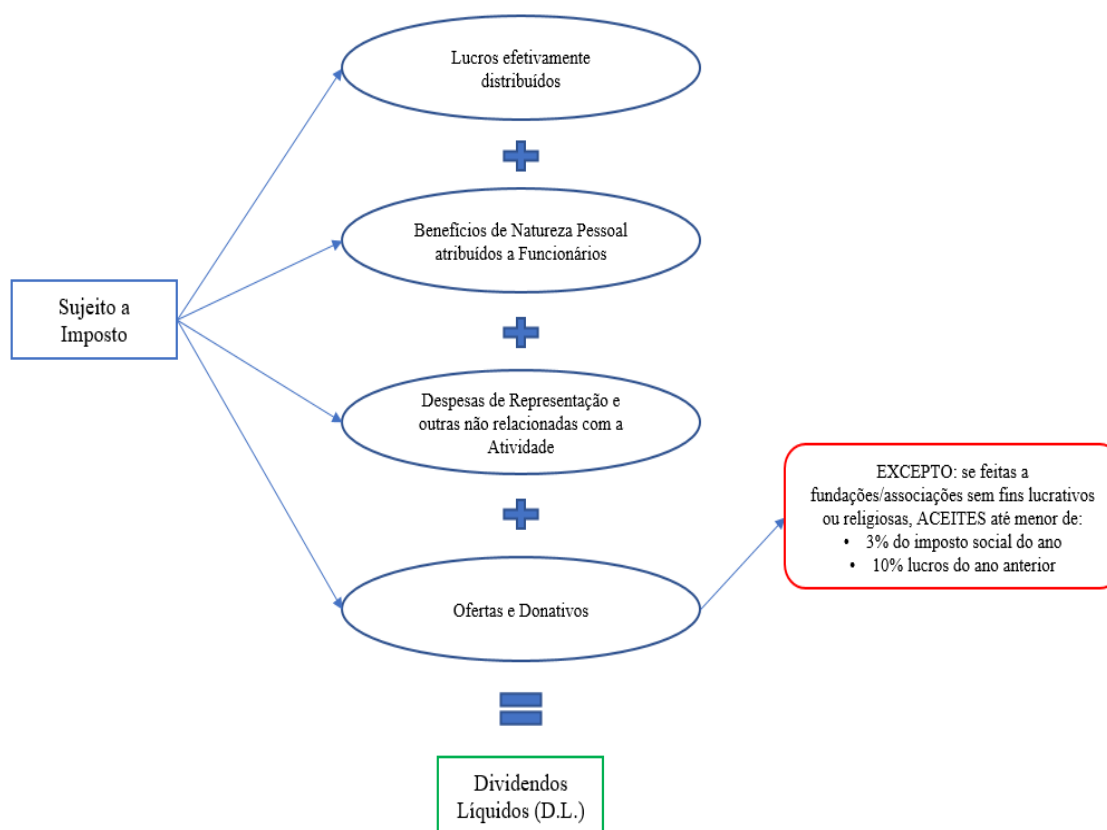 Lucros efetivamente
distribuídos
Benefícios de Natureza Pessoal
atribuídos a Funcionários
Sujeito a
Imposto
Despesas de Representação e
outras não relacionadas com a
Atividade
EXCEPTO: se feitas a
fundações/associações sem fins lucrativos
ou religiosas, ACEITES até menor de:
• 3% do imposto social do ano
• 10% lucros do ano anterior
Ofertas e Donativos
Dividendos
Líquidos (D.L.)